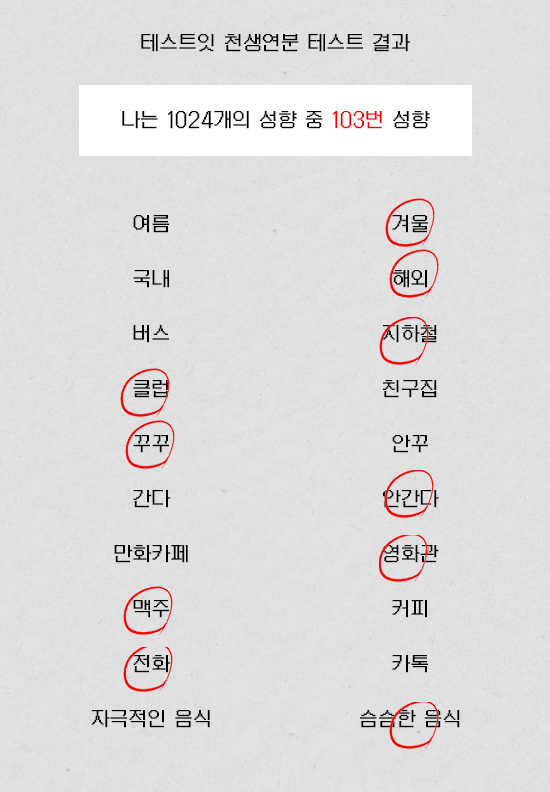 테스트잇 천생연분 테스트 결과
나는 1024개의 성향 중 103번 성향
여름 겨울
국내 해외
버스 지하철
클럽 친구집
꾸꾸 안꾸
간다 안간다
만화카페 영화관
맥주 커피
전화 카톡
자극적인 음식 슴슴한 음식